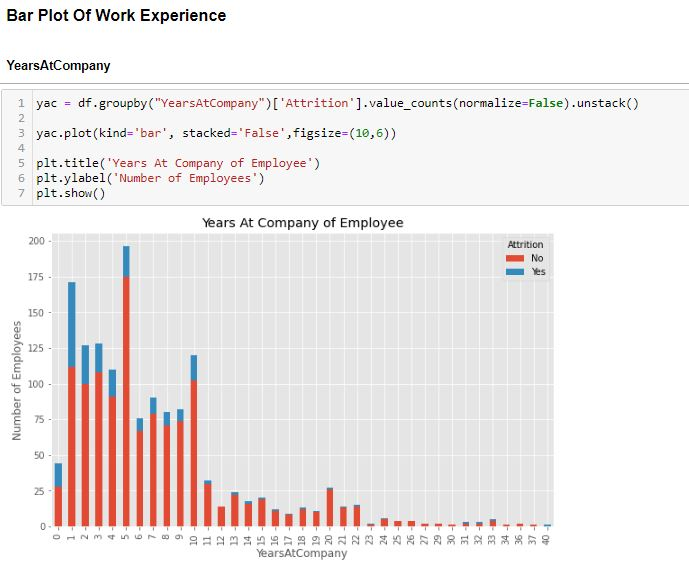 Bar Plot Of Work Experience
YearsAtCompany
1 yac = df.groupby("YearsAtCompany")['Attrition'].value_counts(normalize=False).unstack()
2
3 yac.plot(kind='bar', stacked='False',figsize=(10,6))
4
5 plt.title('Years At Company of Employee')
6 plt.ylabel('Number of Employees')
7 plt.show()
Years At Company of Employee
Attrition
No
Yes
200
175
150
125
100
75
50
25
0
Number of Employees
0 1 2 3 4 5 6 7 8 9 10 11 12 13 14 15 16 17 18 19 20 21 22 23 24 25 26 27 29 30 31 32 33 34 36 37 40
YearsAtCompany